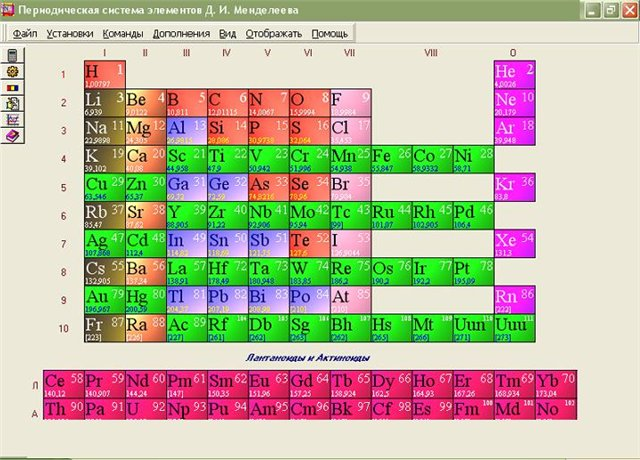 Периодическая система элементов Д. И. Менделеева
Файл Установки Команды Дополнения Вид Отображать Помощь
I II III IV V VI VII VIII 0
1 H 1 He 2
1,00797 4,0026
2 Li 3 Be 4 B 5 C 6 N 7 O 8 F 9 Ne 10
6,939 9,0122 10,811 12,01115 14,0067 15,9994 18,9984 20,179
3 Na 11 Mg 12 Al 13 Si 14 P 15 S 16 Cl 17 Ar 18
22,9898 24,305 26,9815 28,086 30,9738 32,064 35,453 39,948
4 K 19 Ca 20 Sc 21 Ti 22 V 23 Cr 24 Mn 25 Fe 26 Co 27 Ni 28
39,102 40,08 44,958 47,9 50,942 51,996 54,938 55,847 58,9332 58,71
5 Cu 29 Zn 30 Ga 31 Ge 32 As 33 Se 34 Br 35 Kr 36
63,546 65,37 69,72 72,59 74,9216 78,96 79,904 83,8
6 Rb 37 Sr 38 Y 39 Zr 40 Nb 41 Mo 42 Tc 43 Ru 44 Rh 45 Pd 46
85,47 87,62 88,905 91,22 92,906 95,94 [99] 101,07 102,905 106,4
7 Ag 47 Cd 48 In 49 Sn 50 Sb 51 Te 52 I 53 Xe 54
107,868 112,4 114,82 118,69 121,75 127,6 126,9044 131,3
8 Cs 55 Ba 56 La 57 Hf 72 Ta 73 W 74 Re 75 Os 76 Ir 77 Pt 78
132,905 137,34 138,91 178,49 180,948 183,85 186,2 190,2 192,2 195,09
9 Au 79 Hg 80 Tl 81 Pb 82 Bi 83 Po 84 At 85 Rn 86
196,967 200,59 204,37 207,19 208,98 [210] [210] [222]
10 Fr 87 Ra 88 Ac 89 Rf 104 Db 105 Sg 106 Bh 107 Hs 108 Mt 109 Uun 110 Uuu 111
[223] [226] [227] [261] [262] [263] [262] [265] [266] [271] [273]
Лантаноиды и Актиноиды
Л Ce 58 Pr 59 Nd 60 Pm 61 Sm 62 Eu 63 Gd 64 Tb 65 Dy 66 Ho 67 Er 68 Tm 69 Yb 70
140,12 140,907 144,24 [147] 150,35 151,96 157,25 158,924 162,5 164,93 167,26 168,934 173,04
А Th 90 Pa 91 U 92 Np 93 Pu 94 Am 95 Cm 96 Bk 97 Cf 98 Es 99 Fm 100 Md 101 No 102